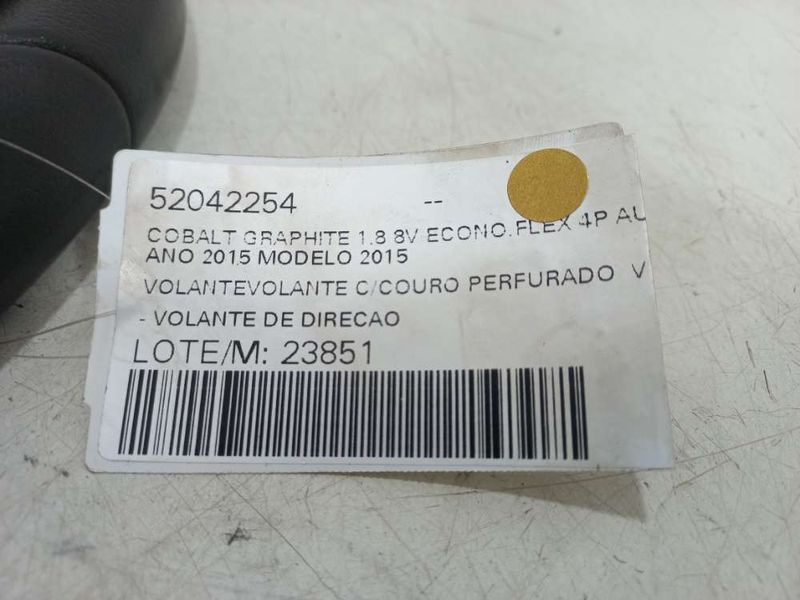 52042254 --
COBALT GRAPHITE 1.8 8V ECONO.FLEX 4P AU
ANO 2015 MODELO 2015
VOLANTEVOLANTE C/COURO PERFURADO V
- VOLANTE DE DIRECAO
LOTE/M: 23851